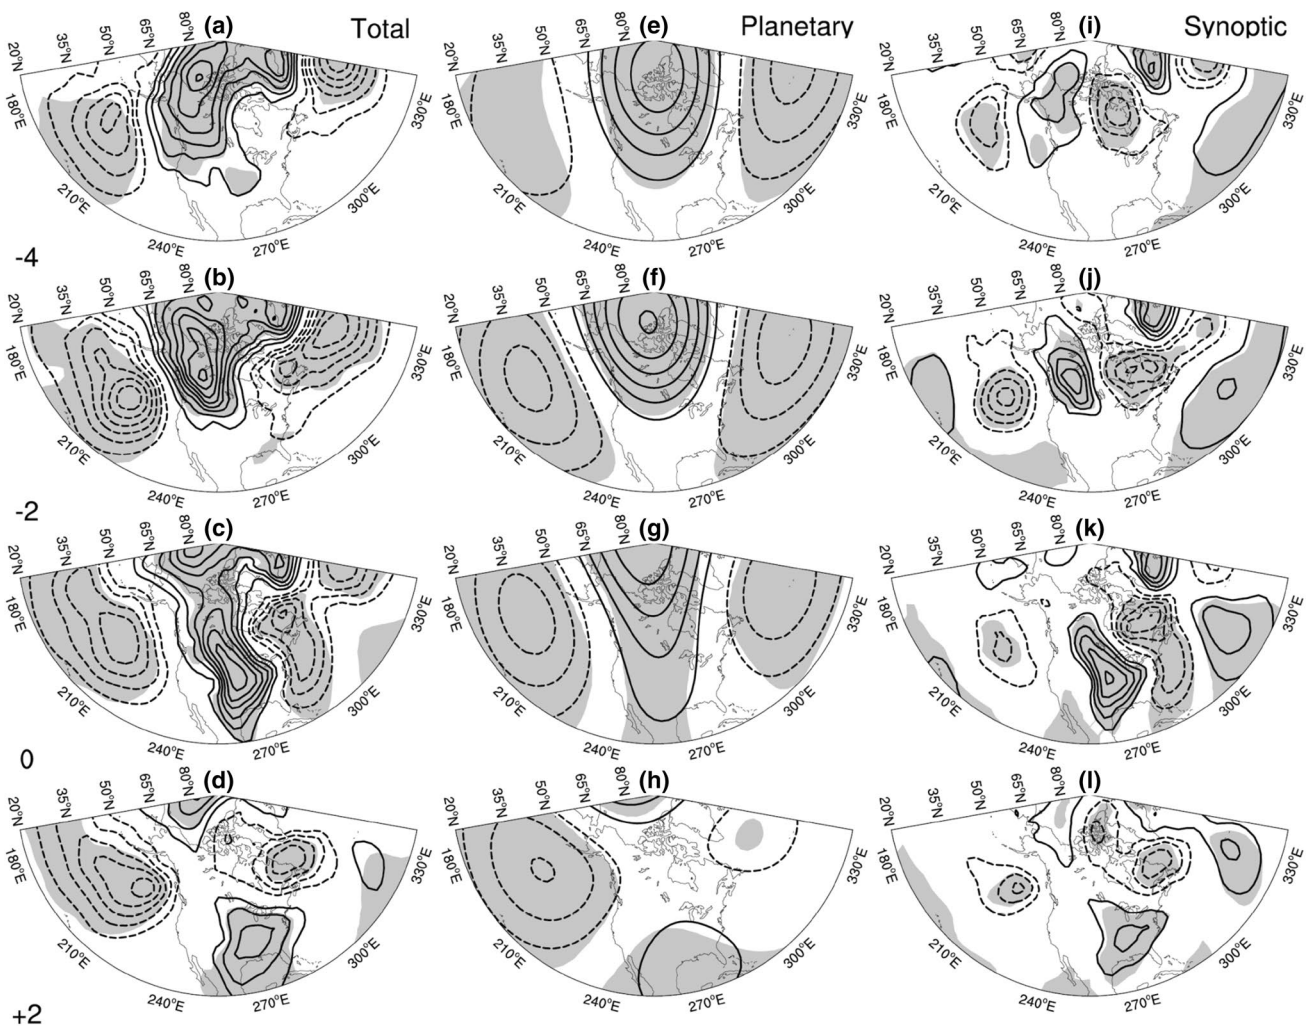 (a) Total (e) Planetary (i) Synoptic
20°N 35°N 50°N 65°N 80°N 20°N 35°N 50°N 65°N 80°N 20°N 35°N 50°N 65°N 80°N
180°E 210°E 240°E 270°E 300°E 330°E 180°E 210°E 240°E 270°E 300°E 330°E 180°E 210°E 240°E 270°E 300°E 330°E
-4
(b) (f) (j)
20°N 35°N 50°N 65°N 80°N 20°N 35°N 50°N 65°N 80°N 20°N 35°N 50°N 65°N 80°N
180°E 210°E 240°E 270°E 300°E 330°E 180°E 210°E 240°E 270°E 300°E 330°E 180°E 210°E 240°E 270°E 300°E 330°E
-2
(c) (g) (k)
20°N 35°N 50°N 65°N 80°N 20°N 35°N 50°N 65°N 80°N 20°N 35°N 50°N 65°N 80°N
180°E 210°E 240°E 270°E 300°E 330°E 180°E 210°E 240°E 270°E 300°E 330°E 180°E 210°E 240°E 270°E 300°E 330°E
0
(d) (h) (l)
20°N 35°N 50°N 65°N 80°N 20°N 35°N 50°N 65°N 80°N 20°N 35°N 50°N 65°N 80°N
180°E 210°E 240°E 270°E 300°E 330°E 180°E 210°E 240°E 270°E 300°E 330°E 180°E 210°E 240°E 270°E 300°E 330°E
+2